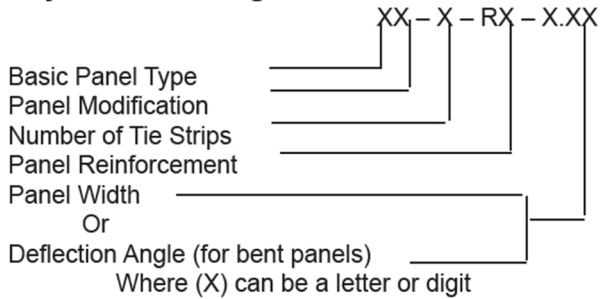 XX – X – RX – X.XX
Basic Panel Type
Panel Modification
Number of Tie Strips
Panel Reinforcement
Panel Width
Or
Deflection Angle (for bent panels)
Where (X) can be a letter or digit